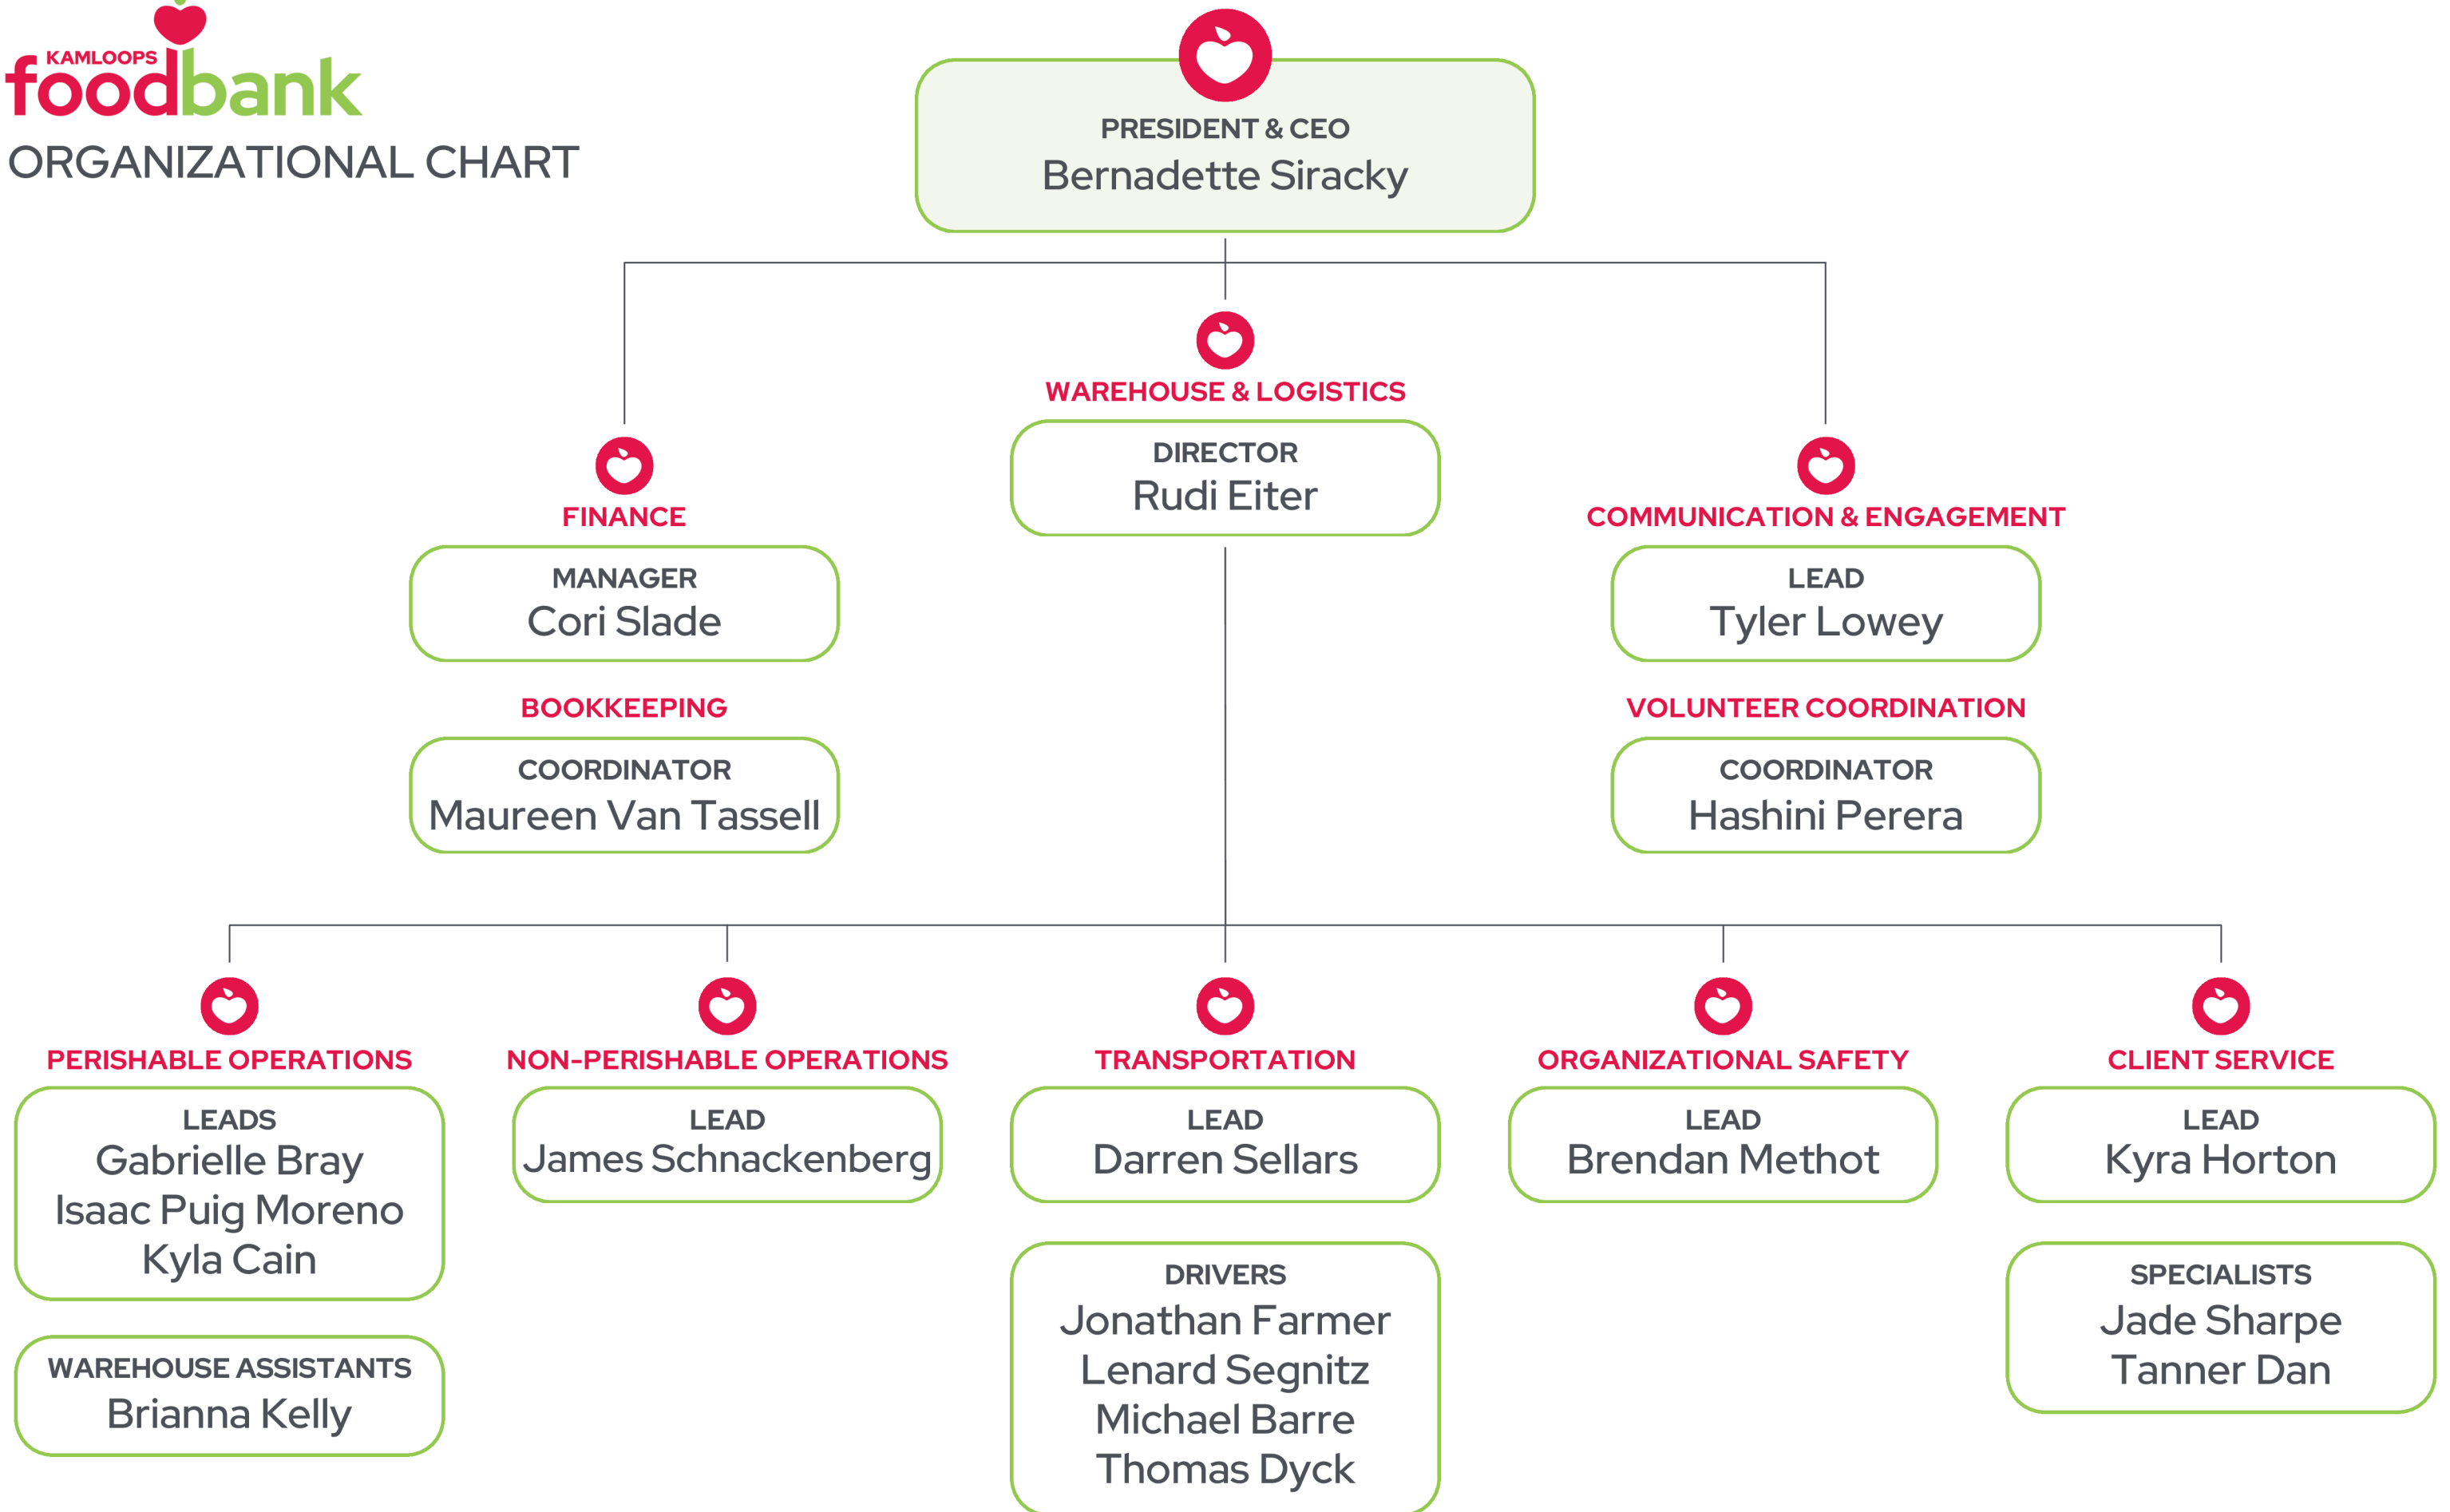 KAMLOOPS
foodbank
ORGANIZATIONAL CHART
PRESIDENT & CEO
Bernadette Siracky
WAREHOUSE & LOGISTICS
DIRECTOR
Rudi Eiter
FINANCE
MANAGER
Cori Slade
BOOKKEEPING
COORDINATOR
Maureen Van Tassell
COMMUNICATION & ENGAGEMENT
LEAD
Tyler Lowey
VOLUNTEER COORDINATION
COORDINATOR
Hashini Perera
PERISHABLE OPERATIONS
LEADS
Gabrielle Bray
Isaac Puig Moreno
Kyla Cain
WAREHOUSE ASSISTANTS
Brianna Kelly
NON-PERISHABLE OPERATIONS
LEAD
James Schnackenberg
TRANSPORTATION
LEAD
Darren Sellars
DRIVERS
Jonathan Farmer
Lenard Segnitz
Michael Barre
Thomas Dyck
ORGANIZATIONAL SAFETY
LEAD
Brendan Methot
CLIENT SERVICE
LEAD
Kyra Horton
SPECIALISTS
Jade Sharpe
Tanner Dan